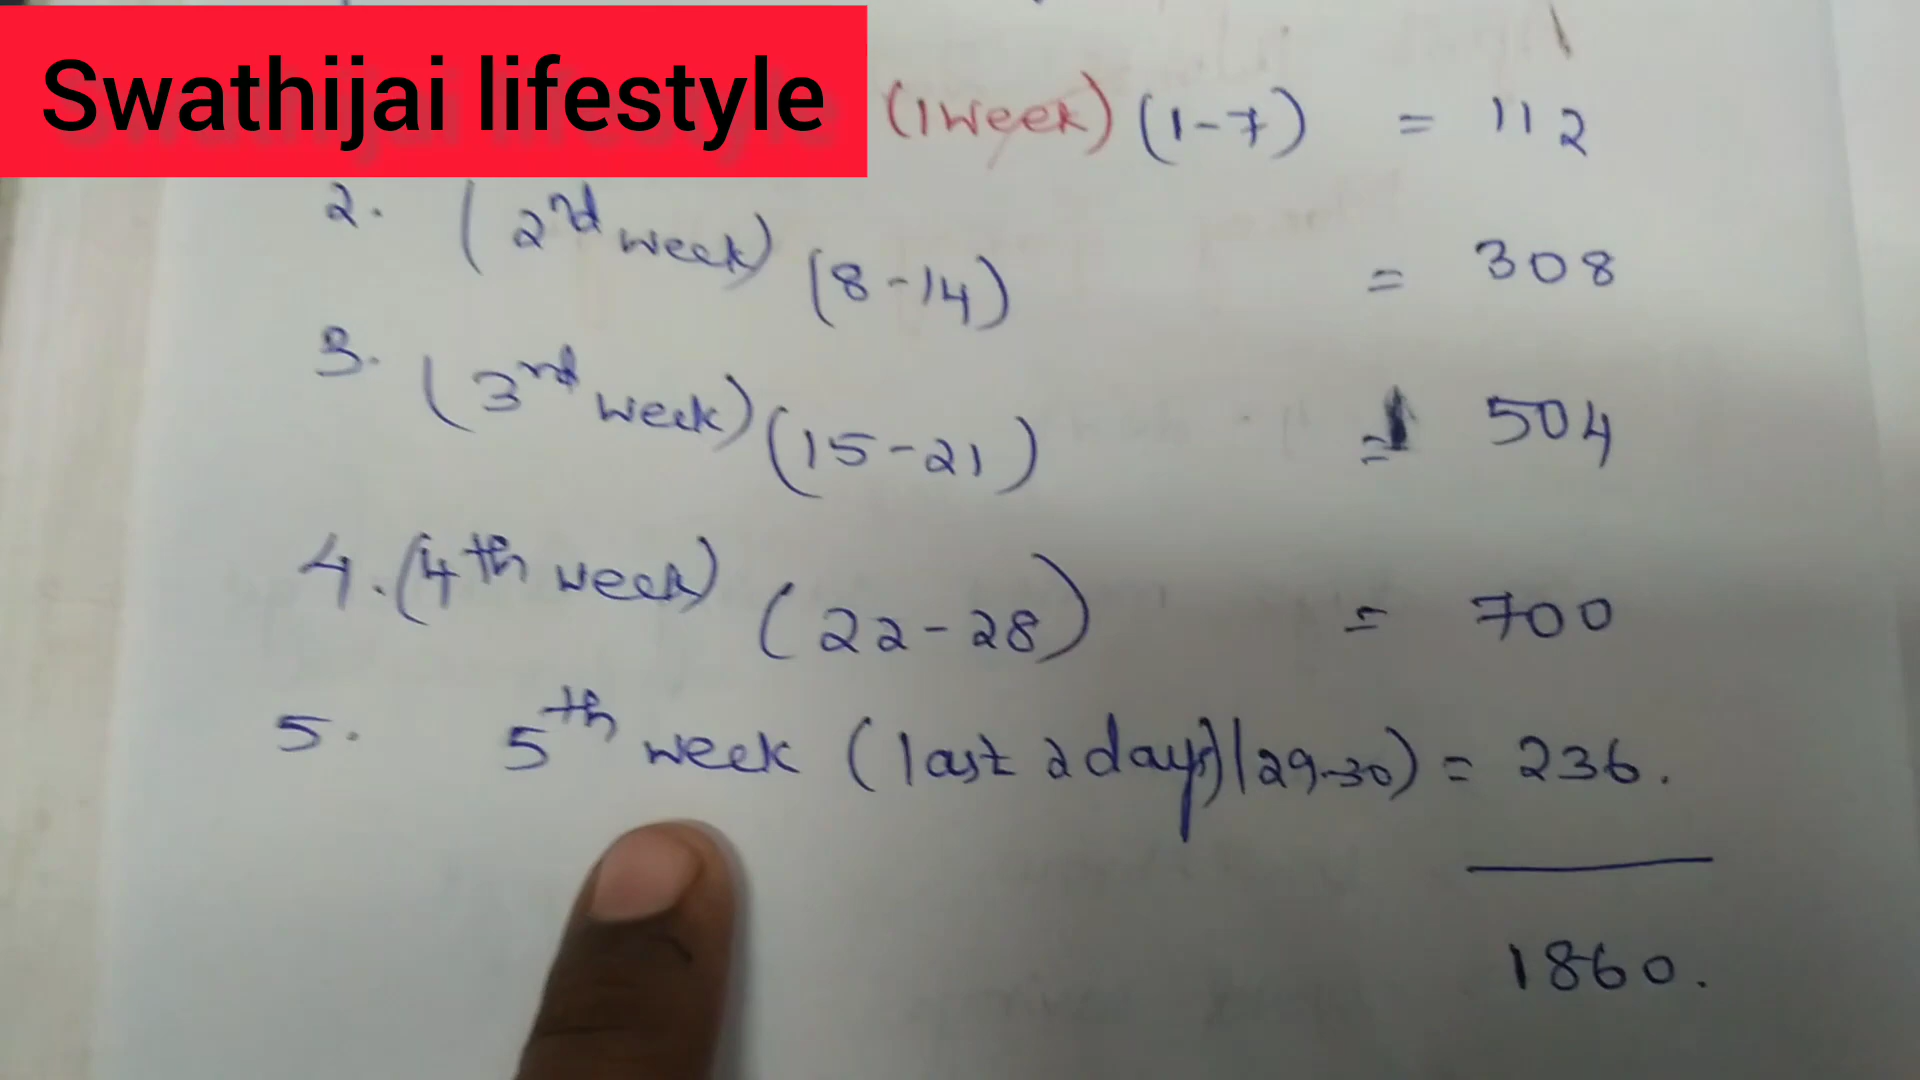 Swathijai lifestyle
(1 week) (1-7) = 112
2. (2nd week) (8-14) = 308
3. (3rd week) (15-21) = 504
4. (4th week) (22-28) = 700
5. 5th week (last 2 days) (29-30) = 236.
1860.